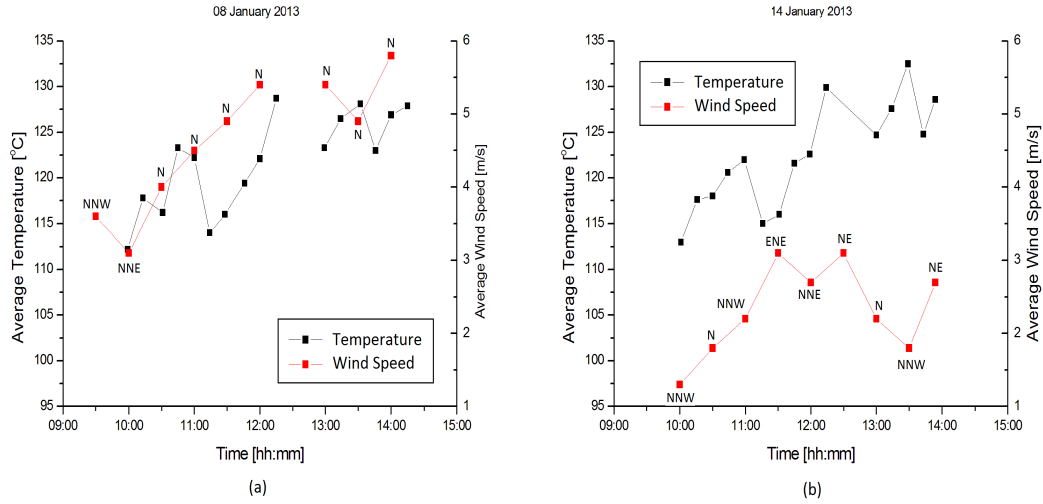 08 January 2013
135
130
125
120
115
110
105
100
95
Average Temperature [°C]
6
5
4
3
2
1
Average Wind Speed [m/s]
NNW
NNE
N
N
N
N
N
N
N
Temperature
Wind Speed
09:00 10:00 11:00 12:00 13:00 14:00 15:00
Time [hh:mm]
(a)
14 January 2013
135
130
125
120
115
110
105
100
95
Average Temperature [°C]
6
5
4
3
2
1
Average Wind Speed [m/s]
Temperature
Wind Speed
NNW
N
NNW
ENE
NNE
NE
N
NNW
NE
09:00 10:00 11:00 12:00 13:00 14:00 15:00
Time [hh:mm]
(b)